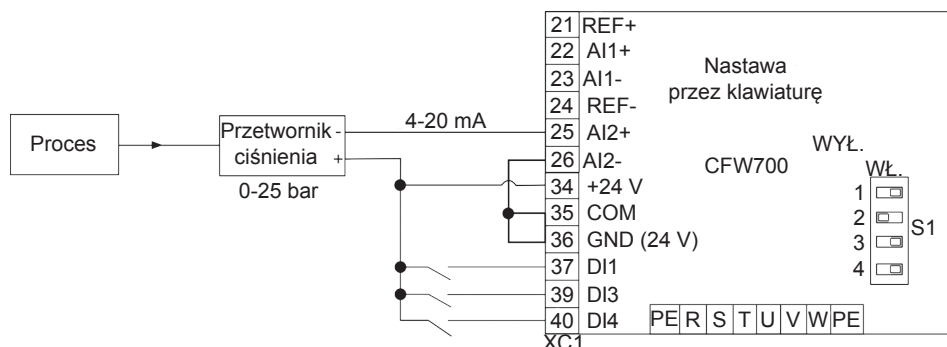 Proces
Przetwornik -
ciśnienia +
0-25 bar
4-20 mA
21 REF+
22 AI1+
23 AI1-
24 REF-
25 AI2+
26 AI2-
34 +24 V
35 COM
36 GND (24 V)
37 DI1
39 DI3
40 DI4
XC1
Nastawa
przez klawiaturę
CFW700
WYŁ.
WŁ.
1
2
3
4
S1
PE R S T U V W PE